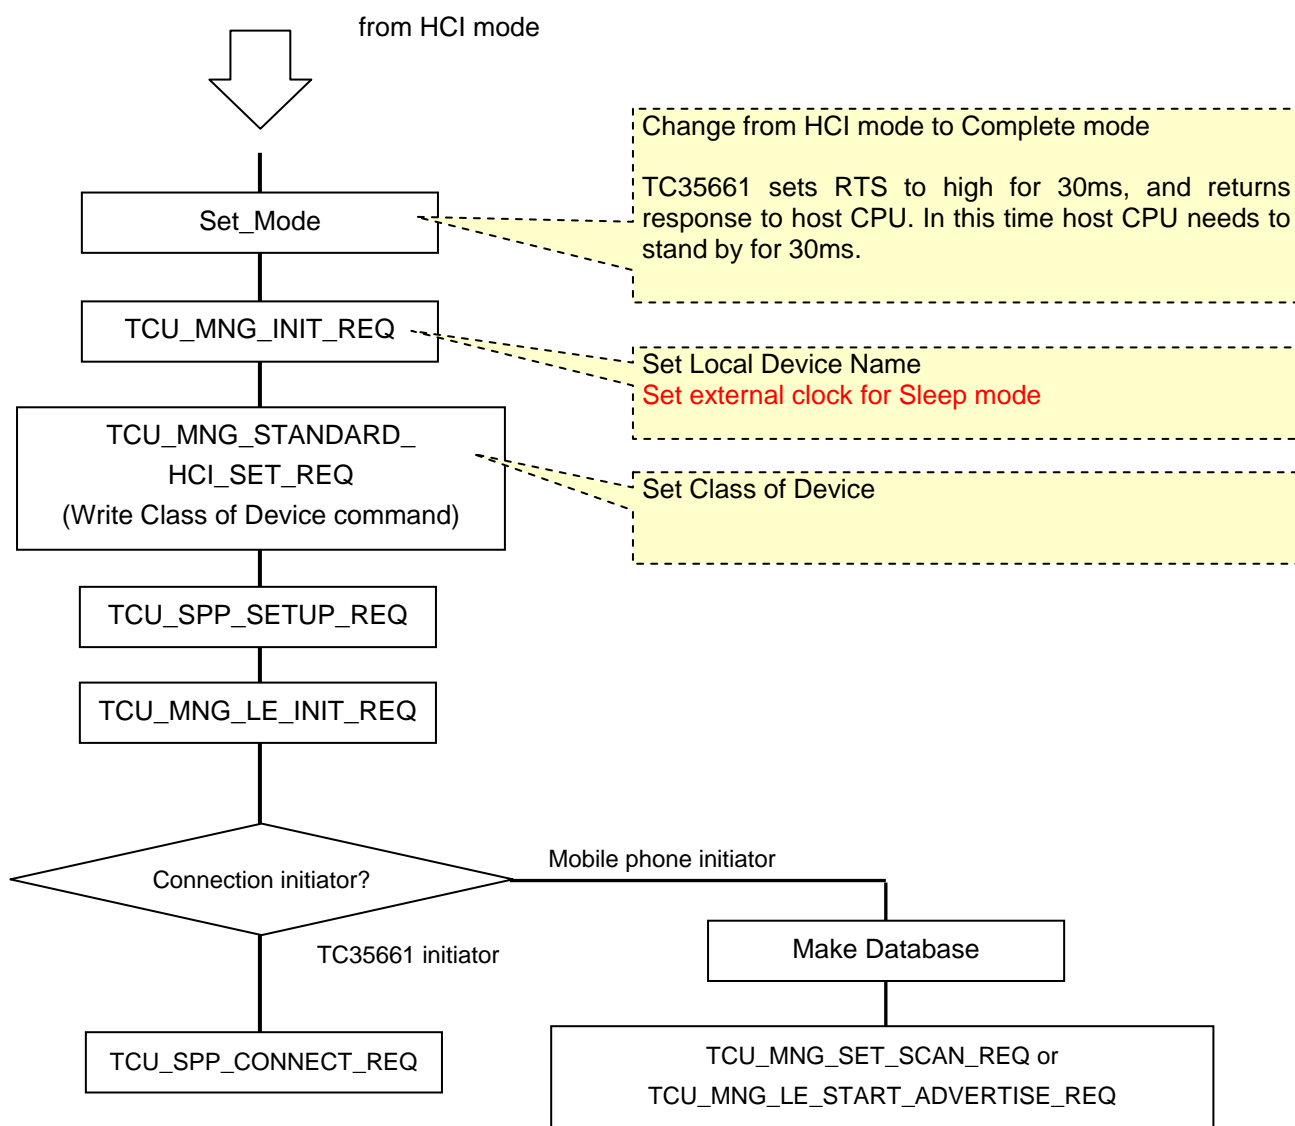 from HCI mode
Change from HCI mode to Complete mode
TC35661 sets RTS to high for 30ms, and returns
response to host CPU. In this time host CPU needs to
stand by for 30ms.
Set_Mode
TCU_MNG_INIT_REQ
Set Local Device Name
Set external clock for Sleep mode
TCU_MNG_STANDARD_
HCI_SET_REQ
(Write Class of Device command)
Set Class of Device
TCU_SPP_SETUP_REQ
TCU_MNG_LE_INIT_REQ
Connection initiator?
Mobile phone initiator
TC35661 initiator
Make Database
TCU_SPP_CONNECT_REQ
TCU_MNG_SET_SCAN_REQ or
TCU_MNG_LE_START_ADVERTISE_REQ